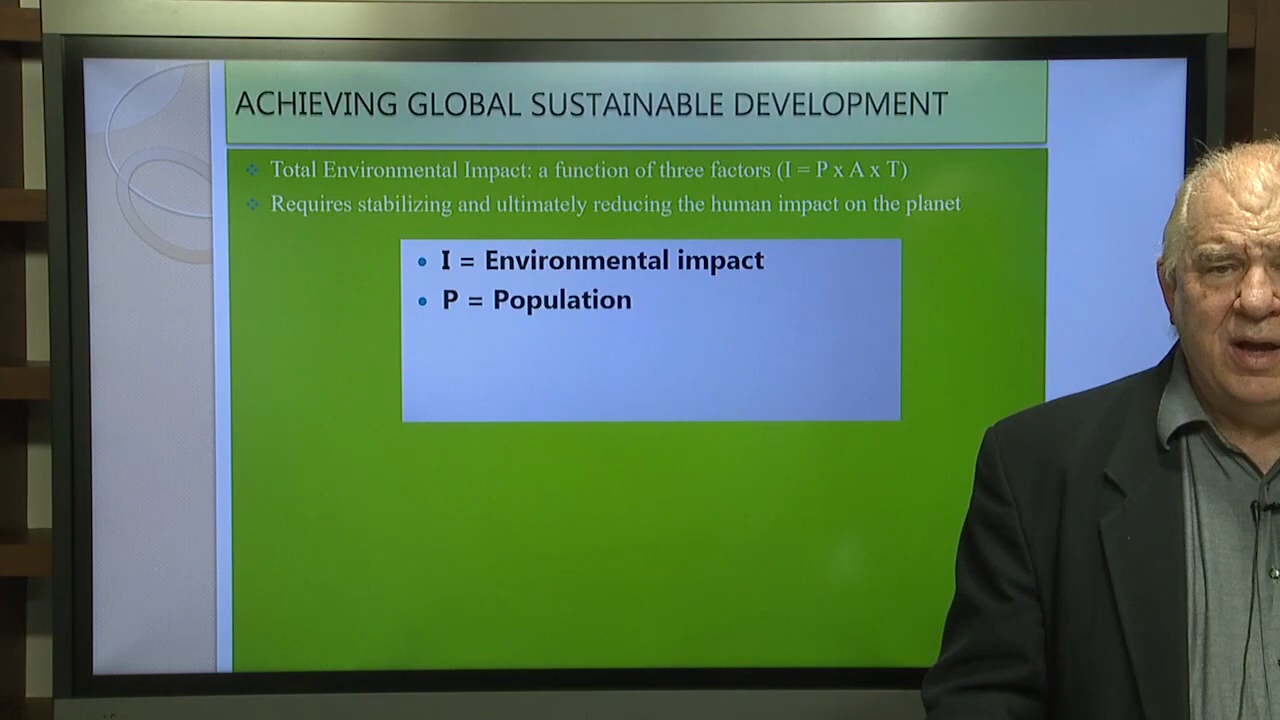 ACHIEVING GLOBAL SUSTAINABLE DEVELOPMENT
Total Environmental Impact: a function of three factors (I = P x A x T)
Requires stabilizing and ultimately reducing the human impact on the planet
I = Environmental impact
P = Population